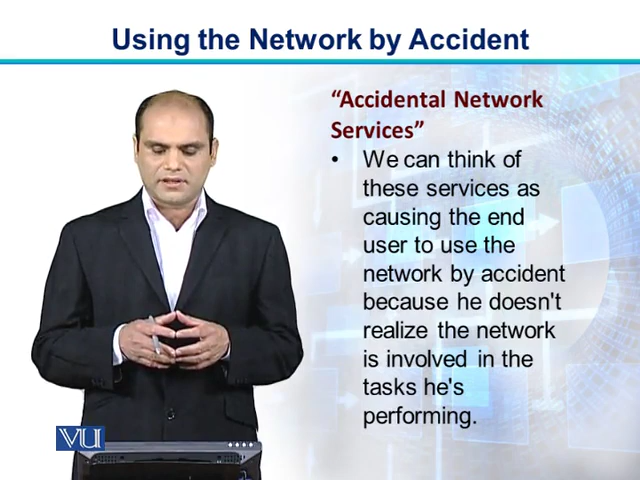 Using the Network by Accident
“Accidental Network
Services”
• We can think of
these services as
causing the end
user to use the
network by accident
because he doesn't
realize the network
is involved in the
tasks he's
performing.
VU